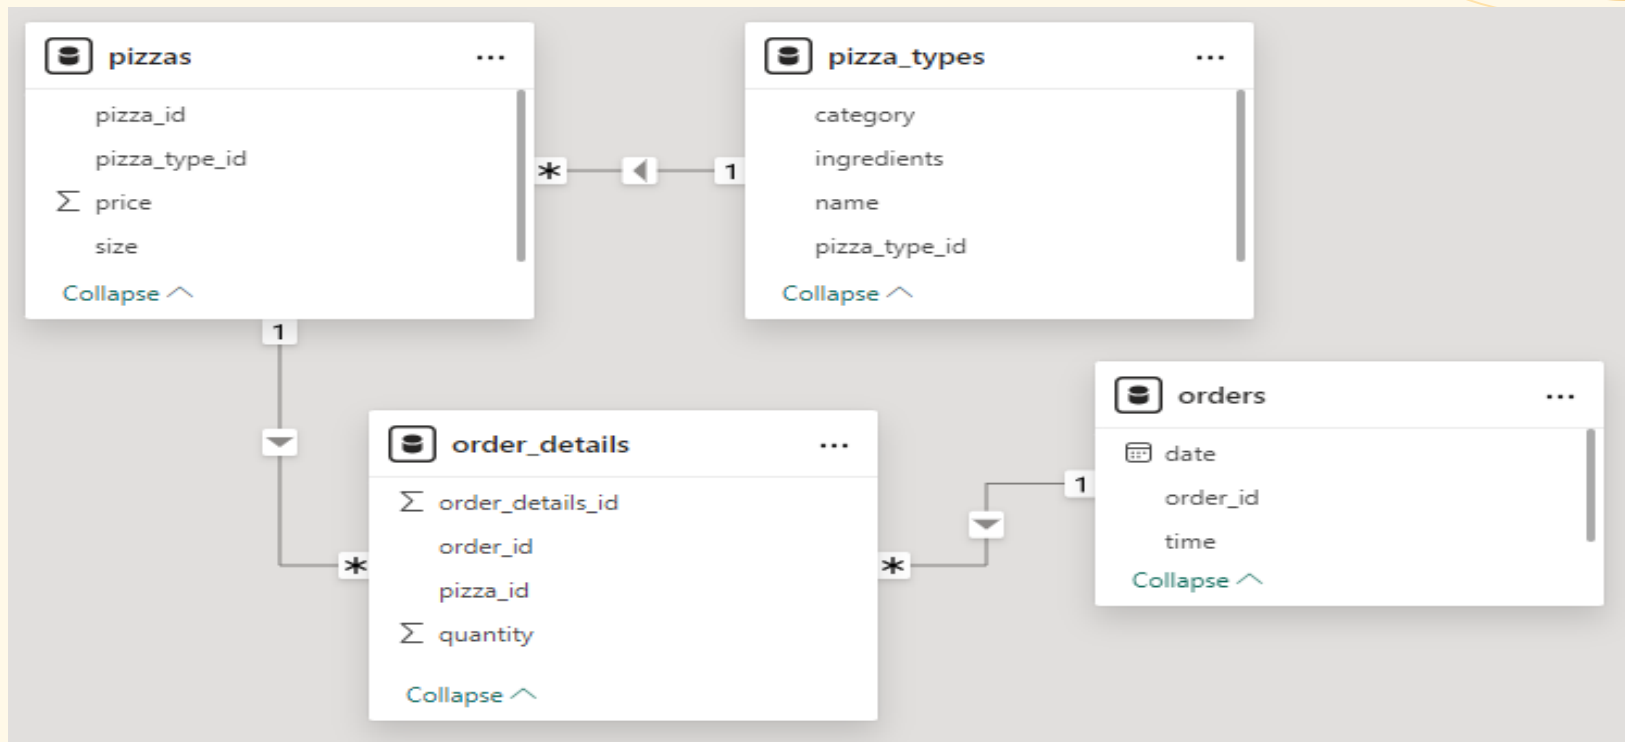 pizzas ...
pizza_id
pizza_type_id
Σ price
size
Collapse
pizza_types ...
category
ingredients
name
pizza_type_id
Collapse
* 1
1
order_details ...
Σ order_details_id
order_id
pizza_id
Σ quantity
Collapse
*
* 1
orders ...
date
order_id
time
Collapse